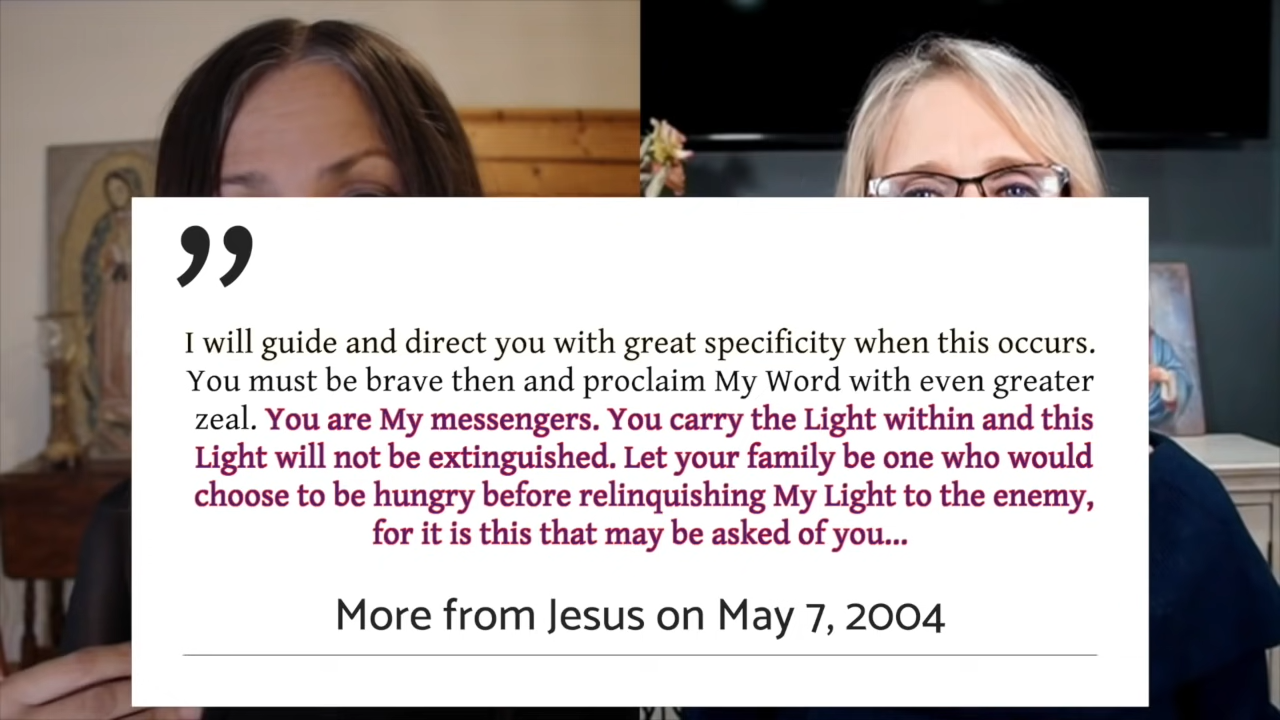 ”
I will guide and direct you with great specificity when this occurs.
You must be brave then and proclaim My Word with even greater
zeal. You are My messengers. You carry the Light within and this
Light will not be extinguished. Let your family be one who would
choose to be hungry before relinquishing My Light to the enemy,
for it is this that may be asked of you...
More from Jesus on May 7, 2004